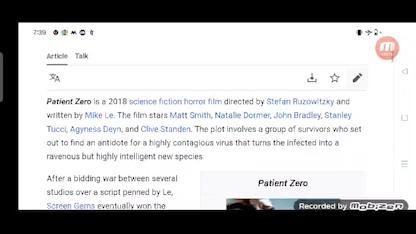 7:39
Article Talk
Patient Zero is a 2018 science fiction horror film directed by Stefan Ruzowitzky and
written by Mike Le. The film stars Matt Smith, Natalie Dormer, John Bradley, Stanley
Tucci, Agyness Deyn, and Clive Standen. The plot involves a group of survivors who set
out to find an antidote for a highly contagious virus that turns the infected into a
ravenous but highly intelligent new species.
After a bidding war between several
studios over a script penned by Le,
Screen Gems eventually won the
Patient Zero
Recorded by Mobizen